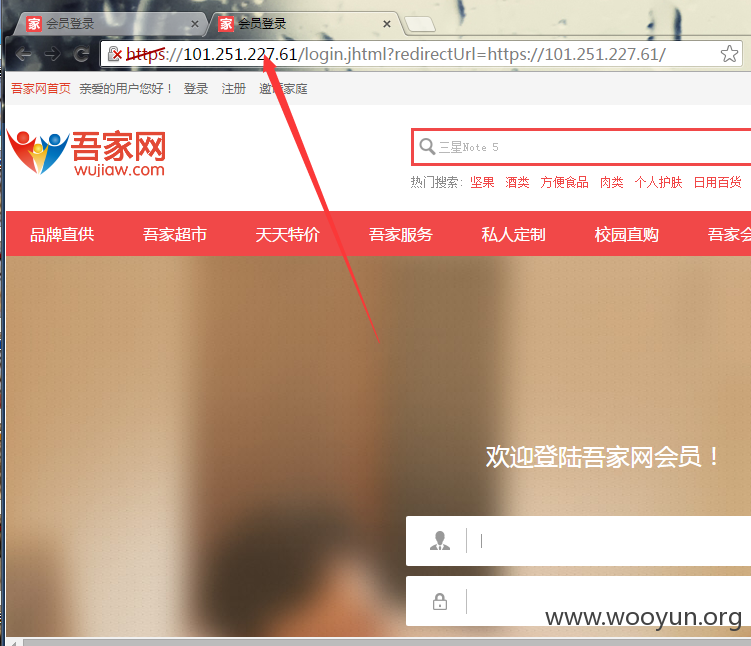 会员登录 会员登录
https://101.251.227.61/login.jhtml?redirectUrl=https://101.251.227.61/
吾家网首页 亲爱的用户您好！ 登录 注册 邀请家庭
吾家网
wujiaw.com
三星Note 5
热门搜索: 坚果 酒类 方便食品 肉类 个人护肤 日用百货
品牌直供 吾家超市 天天特价 吾家服务 私人定制 校园直购 吾家会
欢迎登陆吾家网会员！
www.wooyun.org